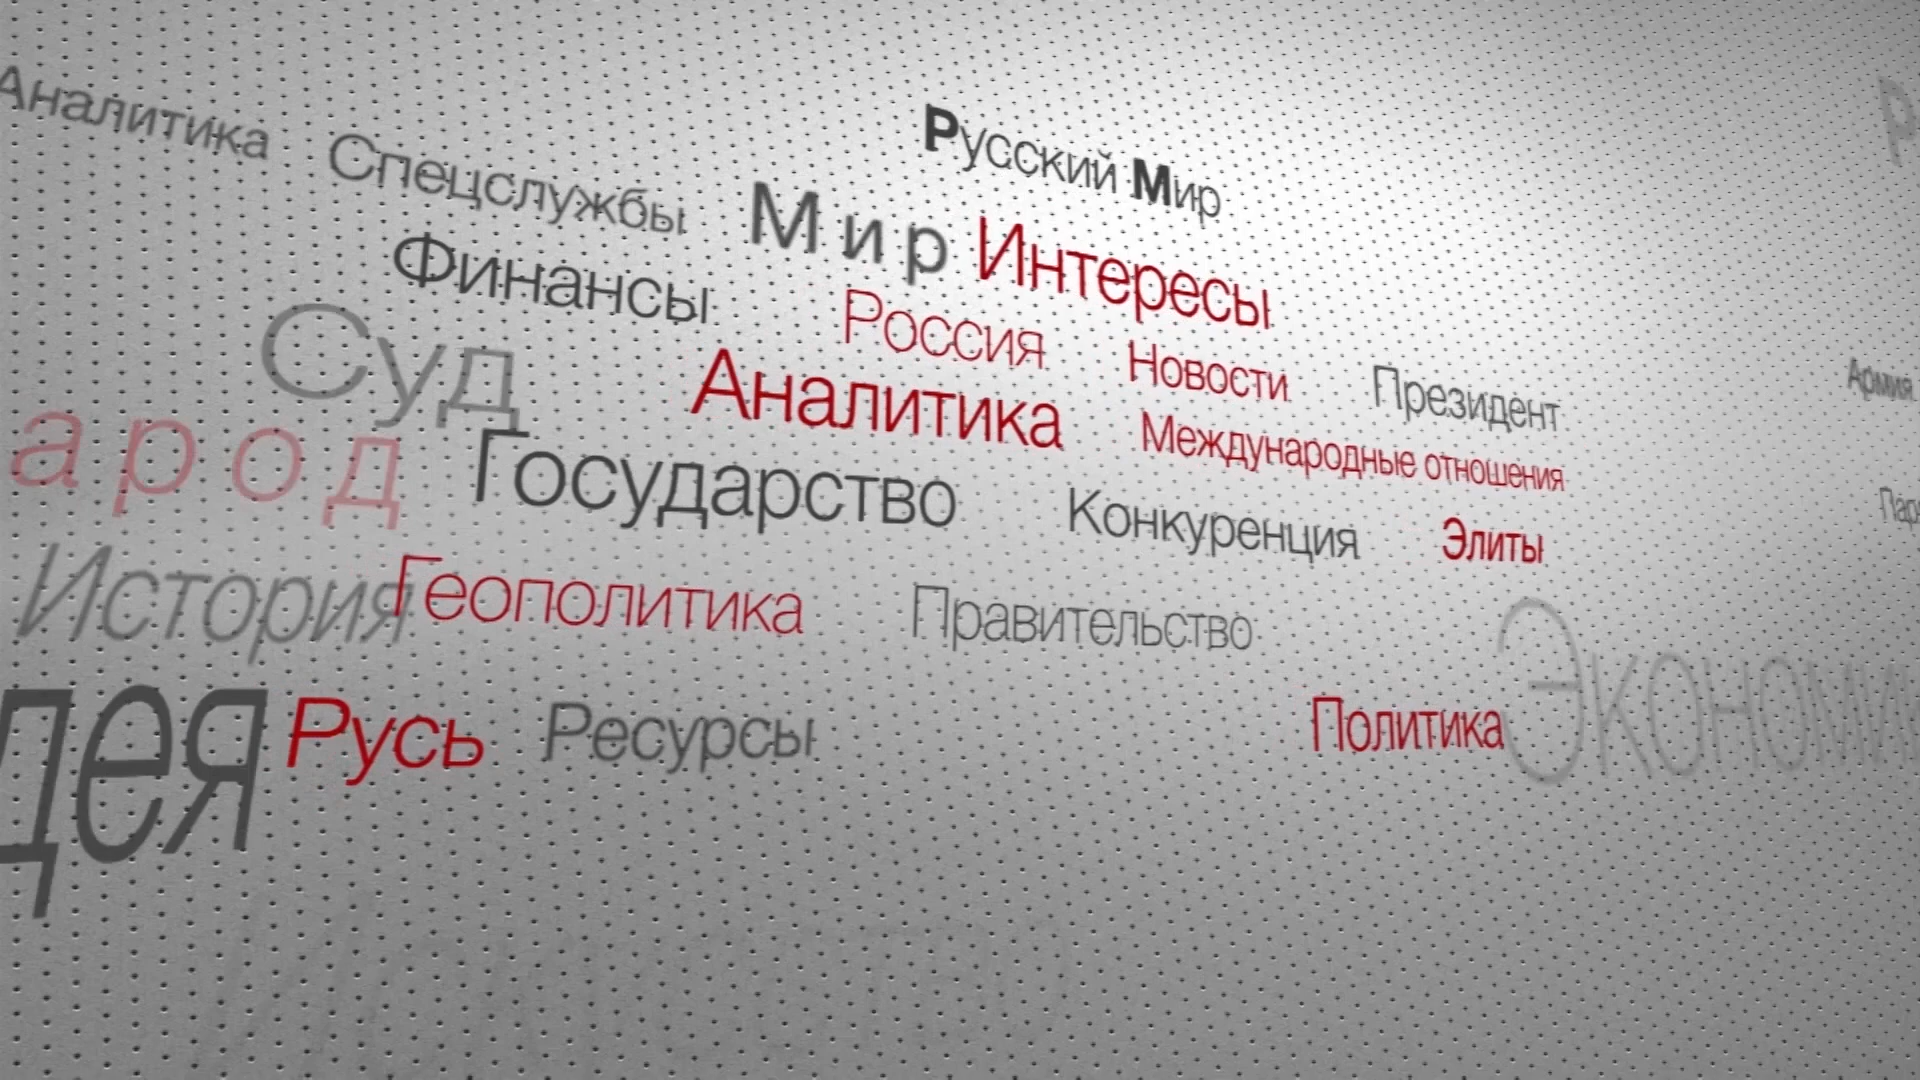 Аналитика
Спецслужбы
Русский Мир
Мир
Интересы
Финансы
Россия
Новости
Президент
Армия
Суд
Аналитика
Международные отношения
арод
Государство
Конкуренция
Элиты
История
Геополитика
Правительство
дея
Русь
Ресурсы
Политика
Экономи